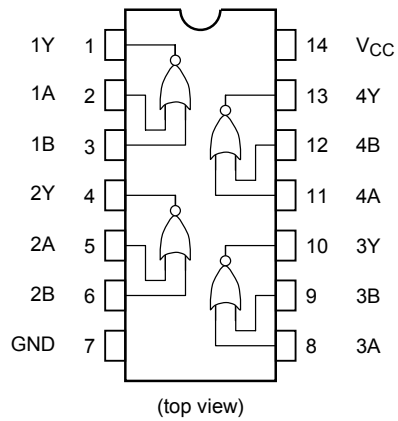 1Y 1 14 VCC
1A 2 13 4Y
1B 3 12 4B
2Y 4 11 4A
2A 5 10 3Y
2B 6 9 3B
GND 7 8 3A
(top view)